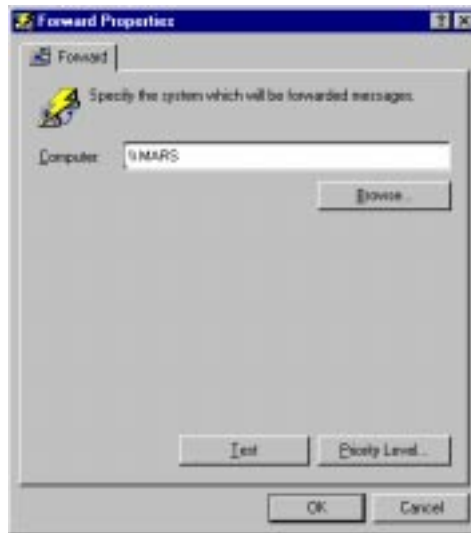 Forward Properties
Forward
Specify the system which will be forwarded messages.
Computer: \\MARS
Browse...
Test Priority Level...
OK Cancel